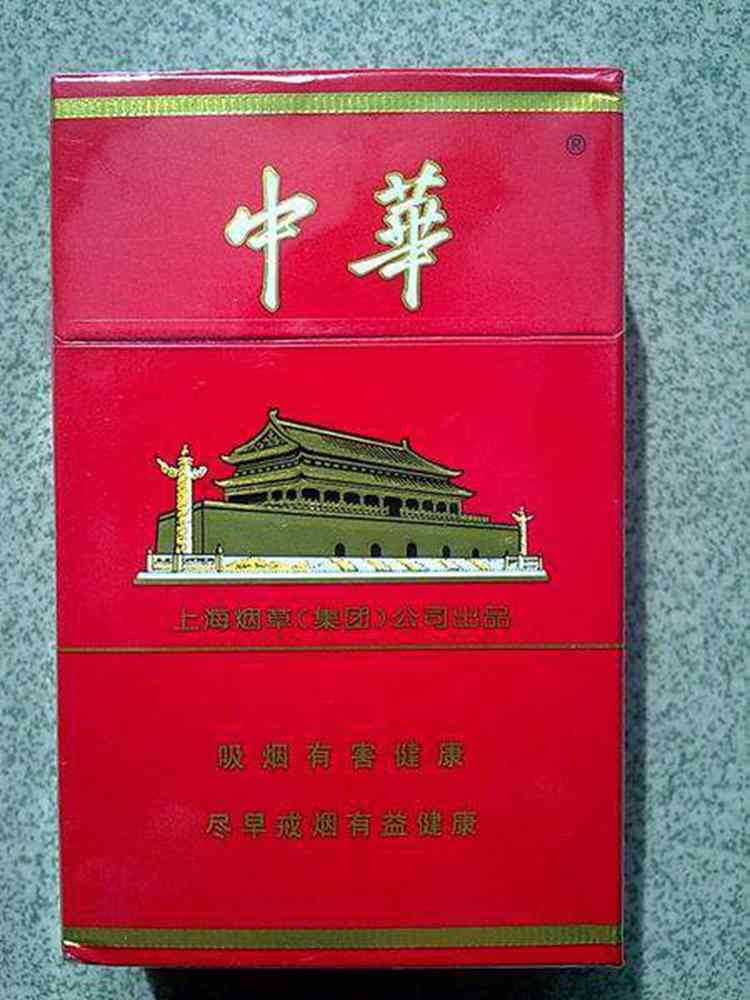 ®
中華
上海烟草(集团)公司出品
吸烟有害健康
尽早戒烟有益健康